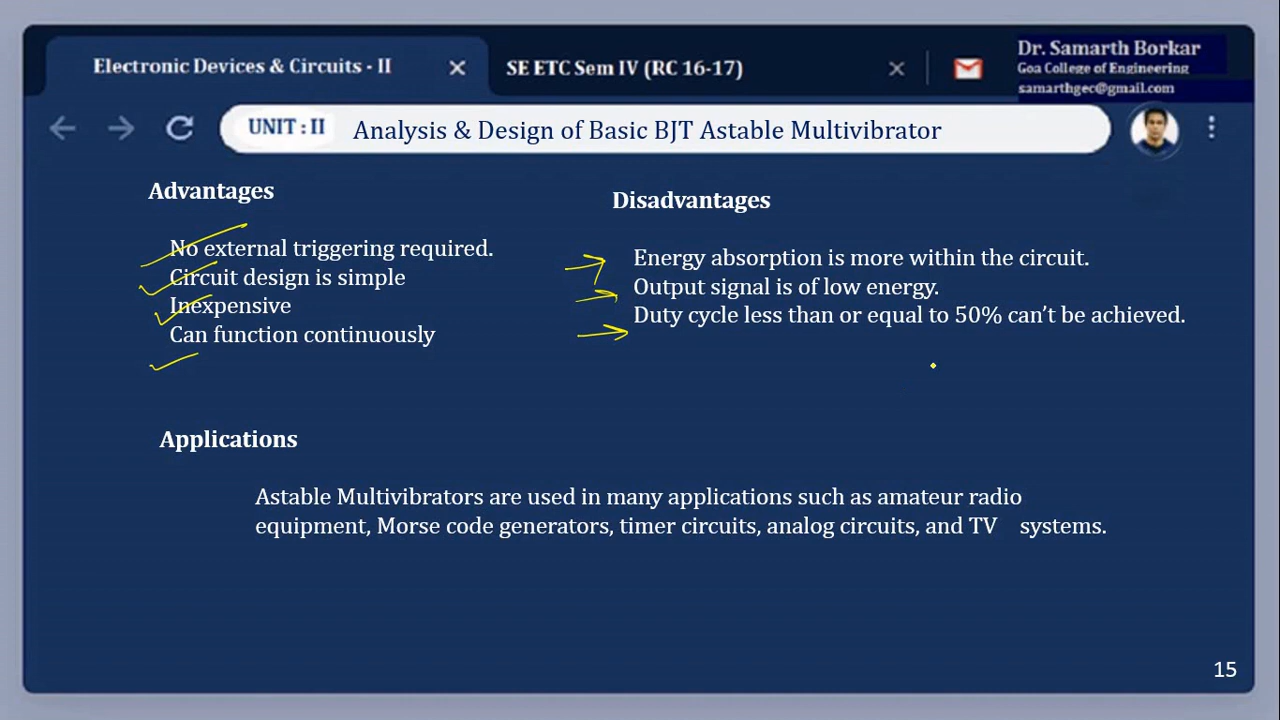 Electronic Devices & Circuits - II
SE ETC Sem IV (RC 16-17)
Dr. Samarth Borkar
Goa College of Engineering
samarthgec@gmail.com
UNIT : II
Analysis & Design of Basic BJT Astable Multivibrator
Advantages
No external triggering required.
Circuit design is simple
Inexpensive
Can function continuously
Disadvantages
Energy absorption is more within the circuit.
Output signal is of low energy.
Duty cycle less than or equal to 50% can't be achieved.
Applications
Astable Multivibrators are used in many applications such as amateur radio
equipment, Morse code generators, timer circuits, analog circuits, and TV systems.
15